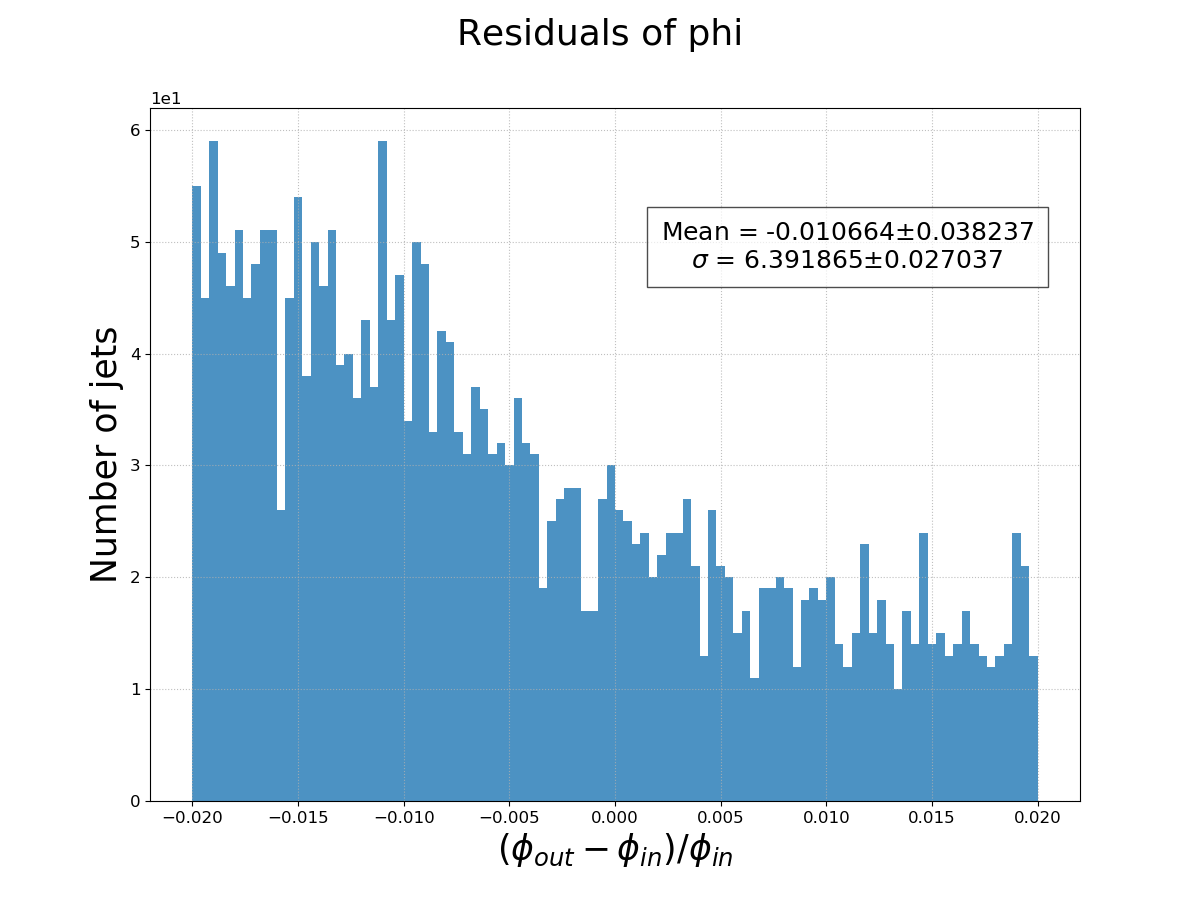 Residuals of phi
1e1
6
5
4
3
2
1
0
Number of jets
Mean = -0.010664±0.038237
σ = 6.391865±0.027037
−0.020 −0.015 −0.010 −0.005 0.000 0.005 0.010 0.015 0.020
(ϕout − ϕin)/ϕin